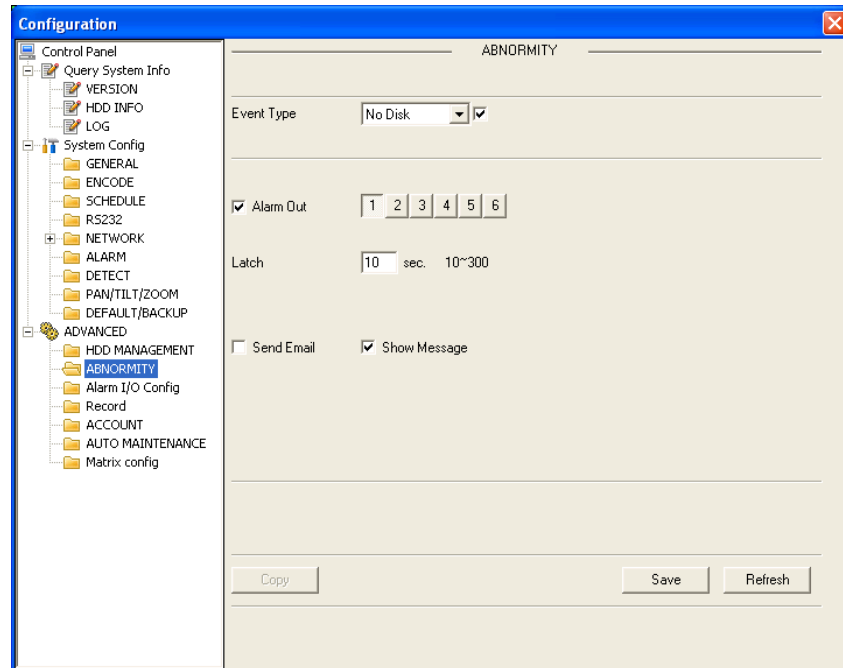 Configuration
Control Panel
Query System Info
VERSION
HDD INFO
LOG
System Config
GENERAL
ENCODE
SCHEDULE
RS232
NETWORK
ALARM
DETECT
PAN/TILT/ZOOM
DEFAULT/BACKUP
ADVANCED
HDD MANAGEMENT
ABNORMITY
Alarm I/O Config
Record
ACCOUNT
AUTO MAINTENANCE
Matrix config
ABNORMITY
Event Type No Disk
Alarm Out 1 2 3 4 5 6
Latch 10 sec. 10~300
Send Email Show Message
Copy Save Refresh